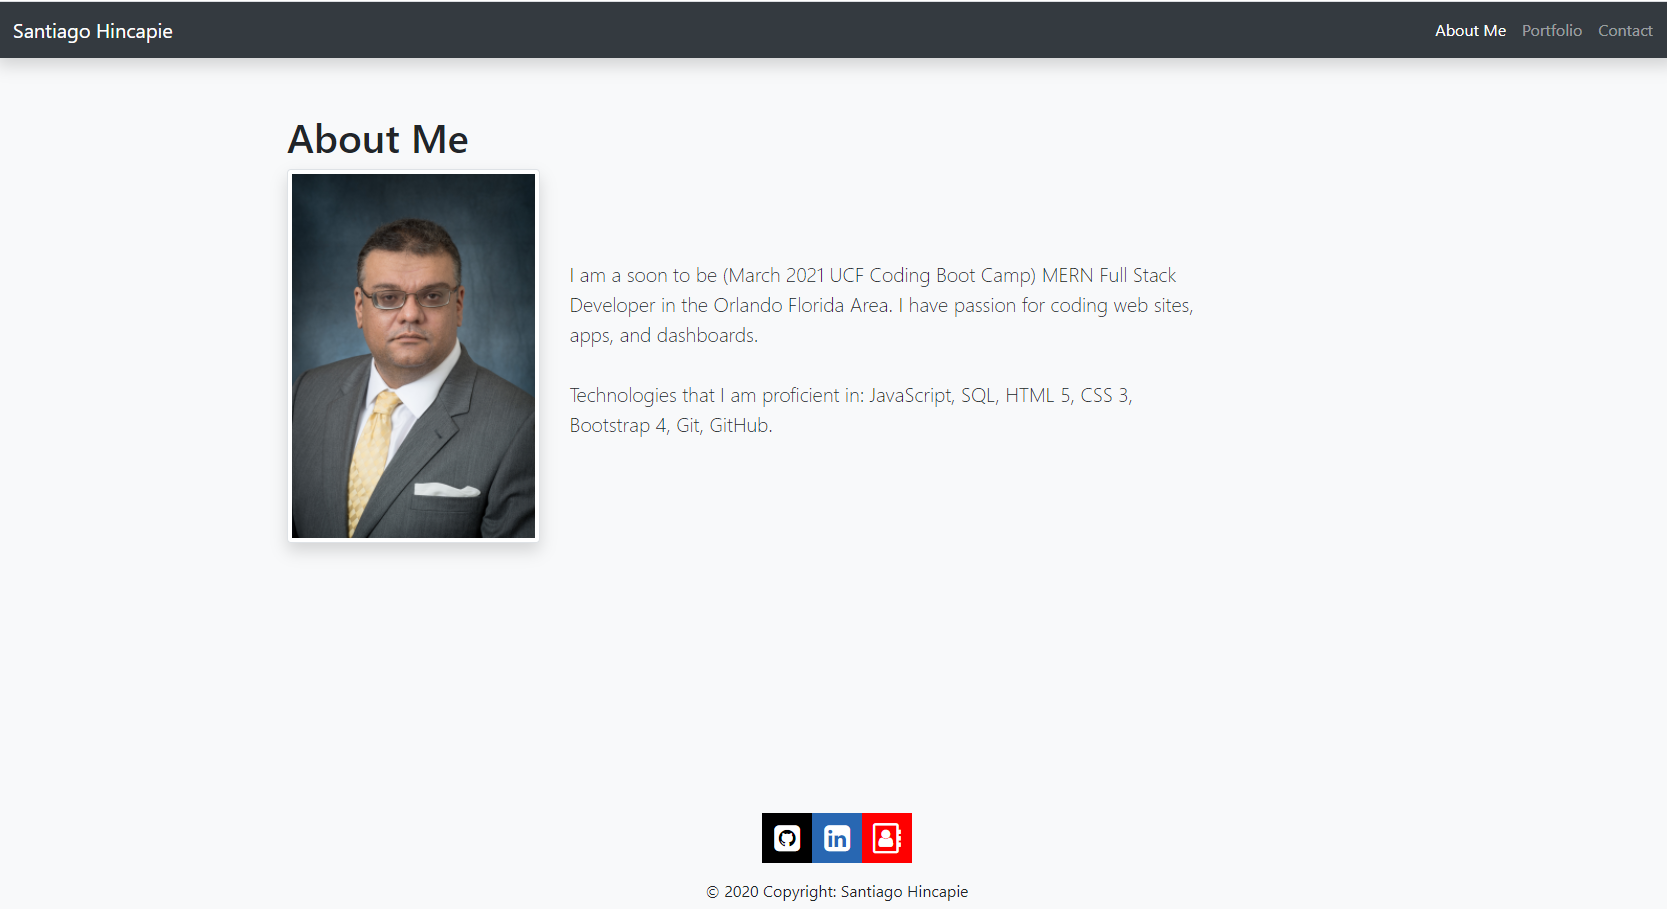 Santiago Hincapie
About Me
Portfolio
Contact
About Me
I am a soon to be (March 2021 UCF Coding Boot Camp) MERN Full Stack
Developer in the Orlando Florida Area. I have passion for coding web sites,
apps, and dashboards.
Technologies that I am proficient in: JavaScript, SQL, HTML 5, CSS 3,
Bootstrap 4, Git, GitHub.
in
© 2020 Copyright: Santiago Hincapie